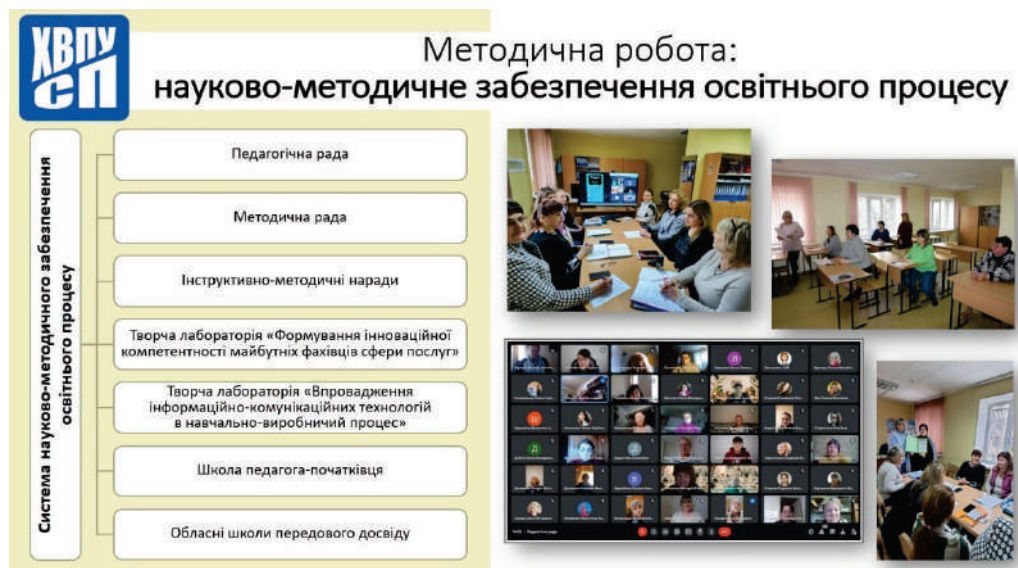 ХВПУ
СП
Методична робота:
науково-методичне забезпечення освітнього процесу
Система науково-методичного забезпечення
освітнього процесу
Педагогічна рада
Методична рада
Інструктивно-методичні наради
Творча лабораторія «Формування інноваційної
компетентності майбутніх фахівців сфери послуг»
Творча лабораторія «Впровадження
інформаційно-комунікаційних технологій
в навчально-виробничий процес»
Школа педагога-початківця
Обласні школи передового досвіду